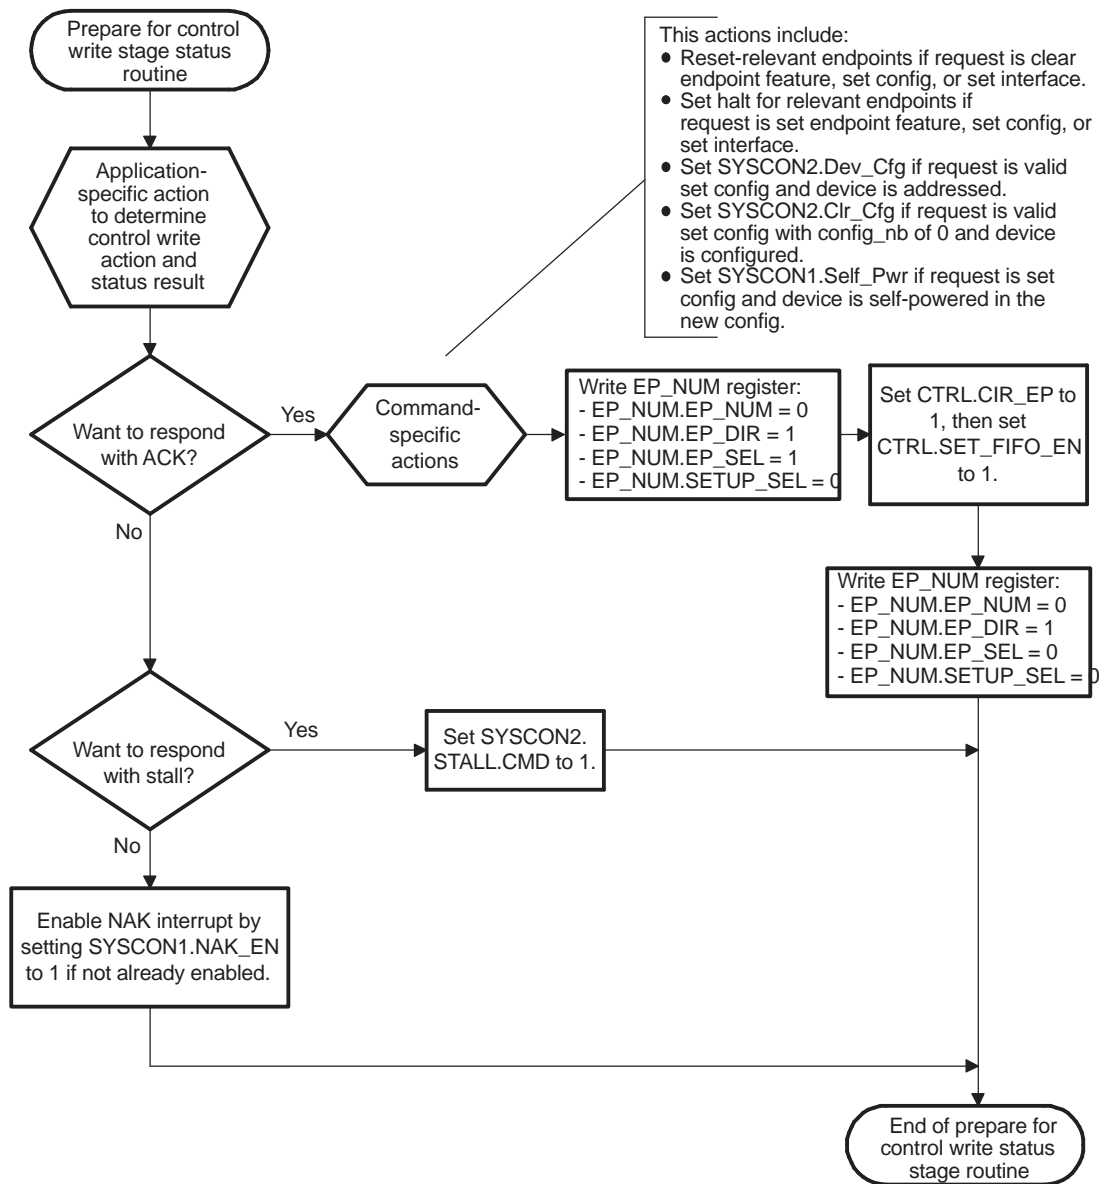 Prepare for control
write stage status
routine
This actions include:
● Reset-relevant endpoints if request is clear
endpoint feature, set config, or set interface.
● Set halt for relevant endpoints if
request is set endpoint feature, set config, or
set interface.
● Set SYSCON2.Dev_Cfg if request is valid
set config and device is addressed.
● Set SYSCON2.Clr_Cfg if request is valid
set config with config_nb of 0 and device
is configured.
● Set SYSCON1.Self_Pwr if request is set
config and device is self-powered in the
new config.
Application-
specific action
to determine
control write
action and
status result
Want to respond
with ACK?
Yes
No
Command-
specific
actions
Write EP_NUM register:
- EP_NUM.EP_NUM = 0
- EP_NUM.EP_DIR = 1
- EP_NUM.EP_SEL = 1
- EP_NUM.SETUP_SEL = 0
Set CTRL.CIR_EP to
1, then set
CTRL.SET_FIFO_EN
to 1.
Write EP_NUM register:
- EP_NUM.EP_NUM = 0
- EP_NUM.EP_DIR = 1
- EP_NUM.EP_SEL = 0
- EP_NUM.SETUP_SEL = 0
Want to respond
with stall?
Yes
No
Set SYSCON2.
STALL.CMD to 1.
Enable NAK interrupt by
setting SYSCON1.NAK_EN
to 1 if not already enabled.
End of prepare for
control write status
stage routine